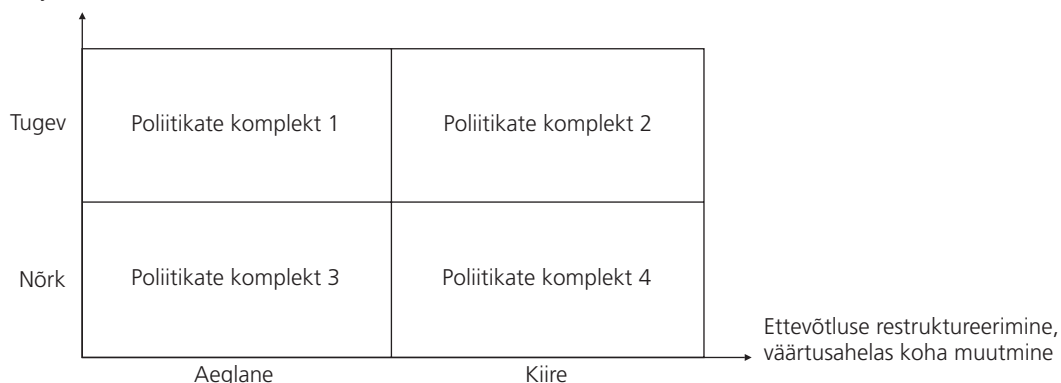 Tugev
Poliitikate komplekt 1
Poliitikate komplekt 2
Nõrk
Poliitikate komplekt 3
Poliitikate komplekt 4
Ettevõtluse restruktureerimine,
väärtusahelas koha muutmine
Aeglane
Kiire